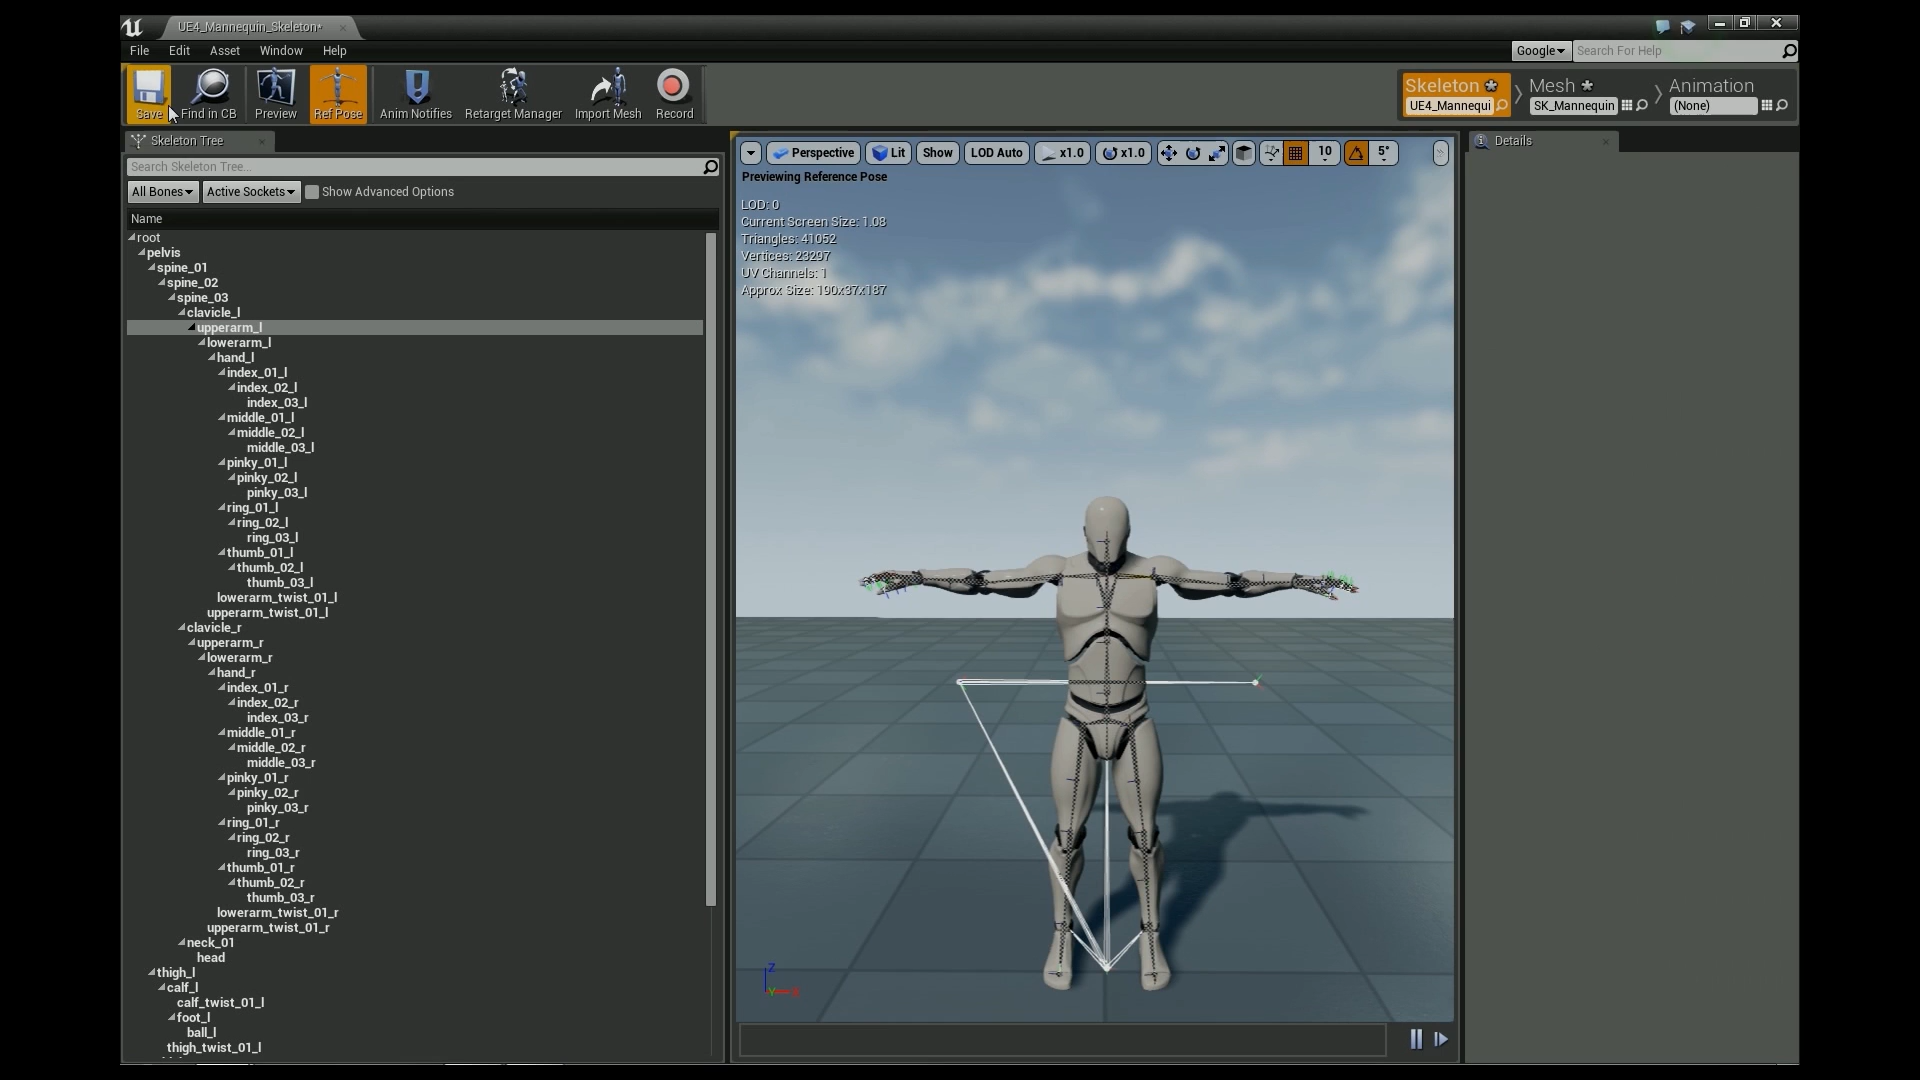 UE4_Mannequin_Skeleton*
File Edit Asset Window Help
Google Search For Help
Save Find in CB Preview Ref Pose Anim Notifies Retarget Manager Import Mesh Record
Skeleton Mesh Animation
UE4_Mannequi SK_Mannequin (None)
Skeleton Tree
Search Skeleton Tree...
All Bones Active Sockets Show Advanced Options
Name
root
pelvis
spine_01
spine_02
spine_03
clavicle_l
upperarm_l
lowerarm_l
hand_l
index_01_l
index_02_l
index_03_l
middle_01_l
middle_02_l
middle_03_l
pinky_01_l
pinky_02_l
pinky_03_l
ring_01_l
ring_02_l
ring_03_l
thumb_01_l
thumb_02_l
thumb_03_l
lowerarm_twist_01_l
upperarm_twist_01_l
clavicle_r
upperarm_r
lowerarm_r
hand_r
index_01_r
index_02_r
index_03_r
middle_01_r
middle_02_r
middle_03_r
pinky_01_r
pinky_02_r
pinky_03_r
ring_01_r
ring_02_r
ring_03_r
thumb_01_r
thumb_02_r
thumb_03_r
lowerarm_twist_01_r
upperarm_twist_01_r
neck_01
head
thigh_l
calf_l
calf_twist_01_l
foot_l
ball_l
thigh_twist_01_l
Perspective Lit Show LOD Auto x1.0 x1.0 10 5°
Previewing Reference Pose
LOD: 0
Current Screen Size: 1.08
Triangles: 41052
Vertices: 23297
UV Channels: 1
Approx Size: 190x37x187
Z
Y
Details